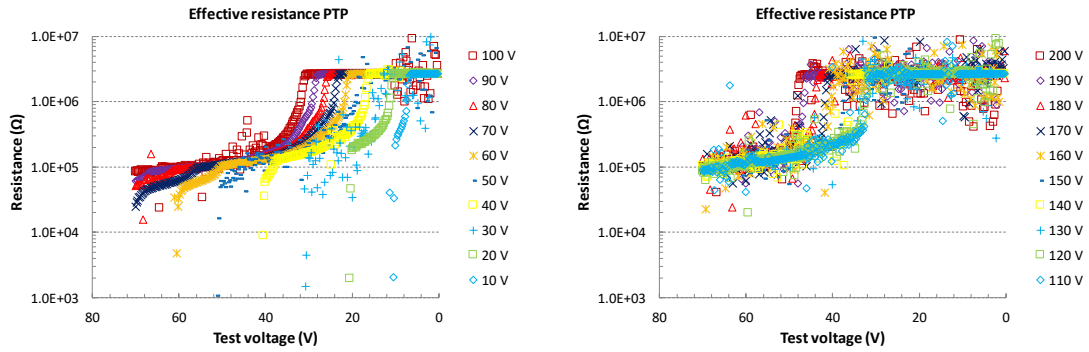 Effective resistance PTP
1.0E+07
1.0E+06
1.0E+05
1.0E+04
1.0E+03
Resistance (Ω)
80
60
40
20
0
Test voltage (V)
100 V
90 V
80 V
70 V
60 V
50 V
40 V
30 V
20 V
10 V
Effective resistance PTP
1.0E+07
1.0E+06
1.0E+05
1.0E+04
1.0E+03
Resistance (Ω)
80
60
40
20
0
Test voltage (V)
200 V
190 V
180 V
170 V
160 V
150 V
140 V
130 V
120 V
110 V